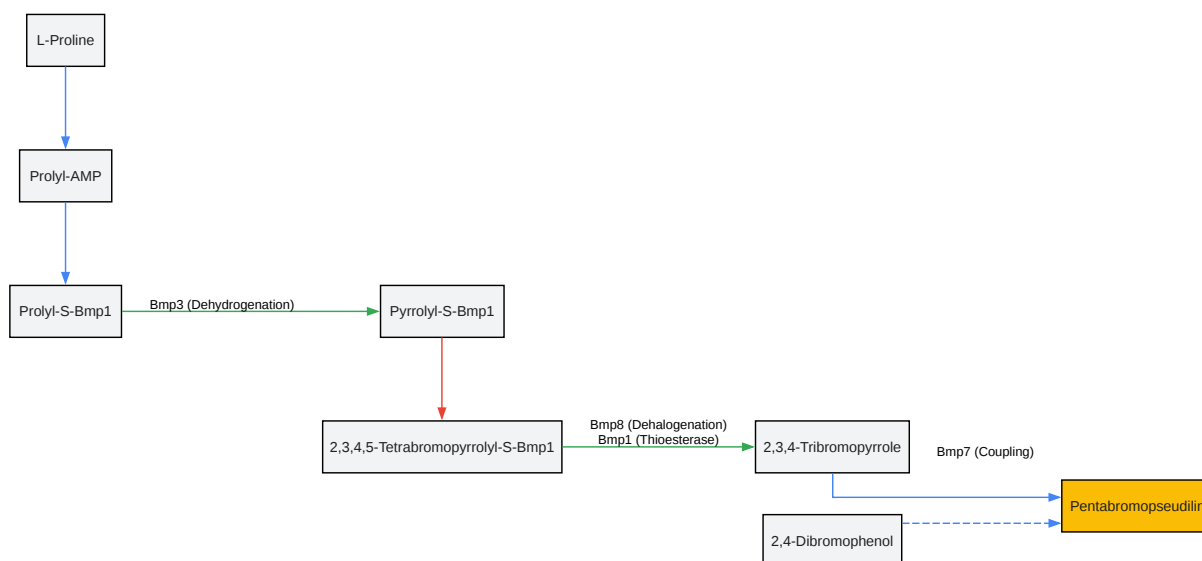 L-Proline
Prolyl-AMP
Prolyl-S-Bmp1
Bmp3 (Dehydrogenation)
Pyrrolyl-S-Bmp1
2,3,4,5-Tetrabromopyrrolyl-S-Bmp1
Bmp8 (Dehalogenation)
Bmp1 (Thioesterase)
2,3,4-Tribromopyrrole
Bmp7 (Coupling)
Pentabromopseudilin
2,4-Dibromophenol